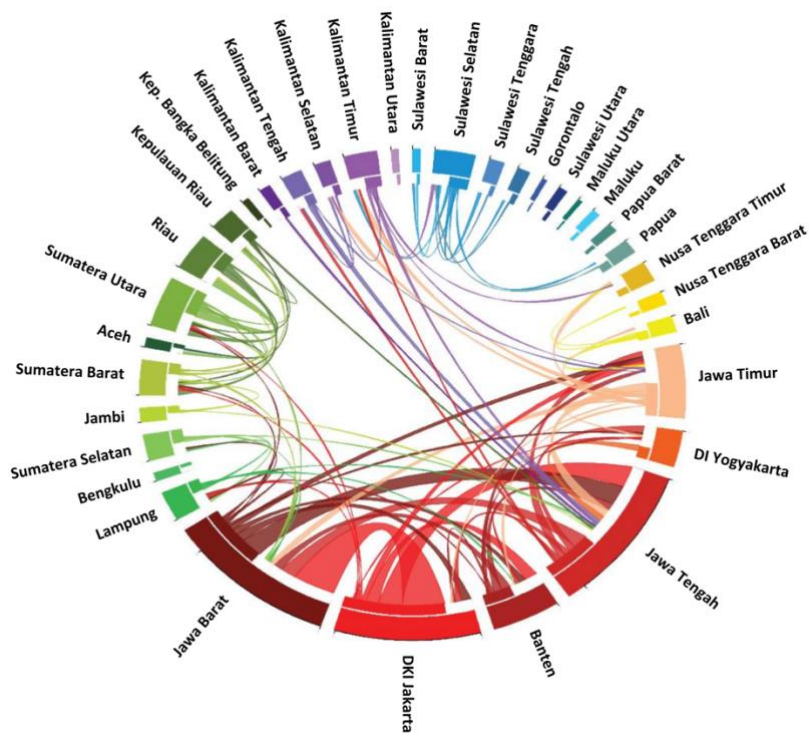 Kalimantan Barat
Kalimantan Tengah
Kalimantan Selatan
Kalimantan Timur
Kalimantan Utara
Sulawesi Barat
Sulawesi Selatan
Sulawesi Tenggara
Sulawesi Tengah
Gorontalo
Sulawesi Utara
Maluku Utara
Maluku
Papua Barat
Papua
Nusa Tenggara Timur
Nusa Tenggara Barat
Bali
Jawa Timur
DI Yogyakarta
Jawa Tengah
Banten
DKI Jakarta
Jawa Barat
Lampung
Bengkulu
Sumatera Selatan
Jambi
Sumatera Barat
Aceh
Sumatera Utara
Riau
Kepulauan Riau
Kep. Bangka Belitung